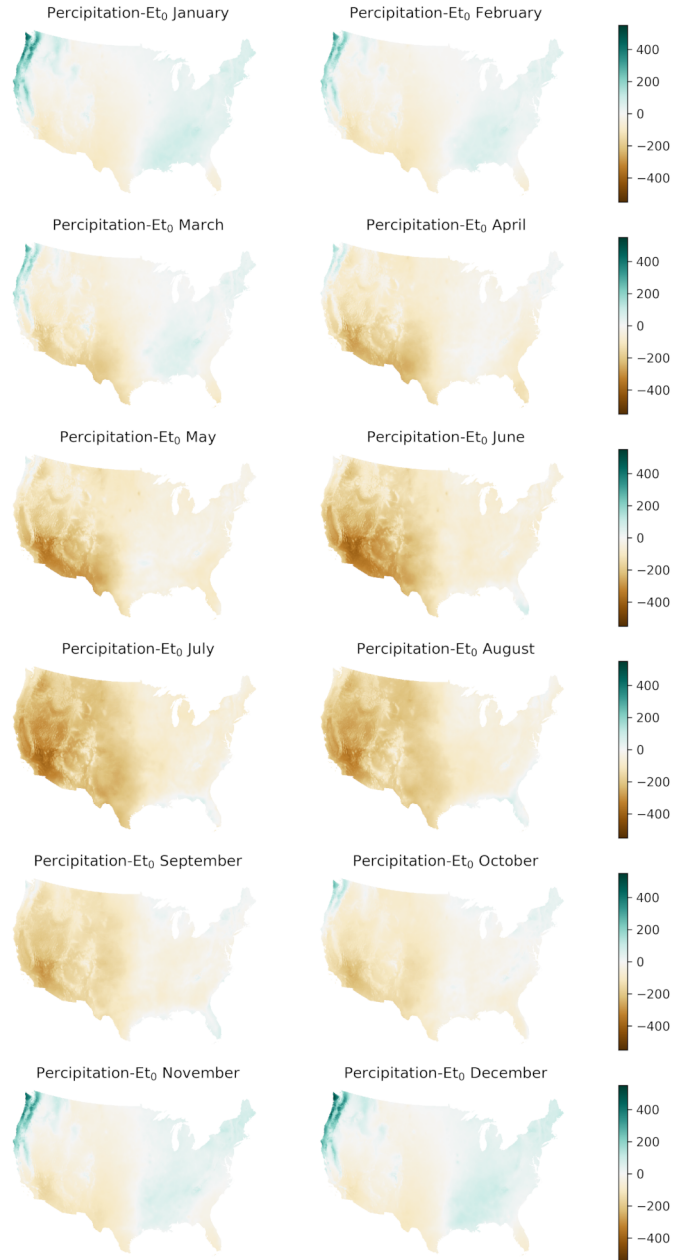 Percipitation-Et₀ January
Percipitation-Et₀ February
400
200
0
−200
−400
Percipitation-Et₀ March
Percipitation-Et₀ April
400
200
0
−200
−400
Percipitation-Et₀ May
Percipitation-Et₀ June
400
200
0
−200
−400
Percipitation-Et₀ July
Percipitation-Et₀ August
400
200
0
−200
−400
Percipitation-Et₀ September
Percipitation-Et₀ October
400
200
0
−200
−400
Percipitation-Et₀ November
Percipitation-Et₀ December
400
200
0
−200
−400